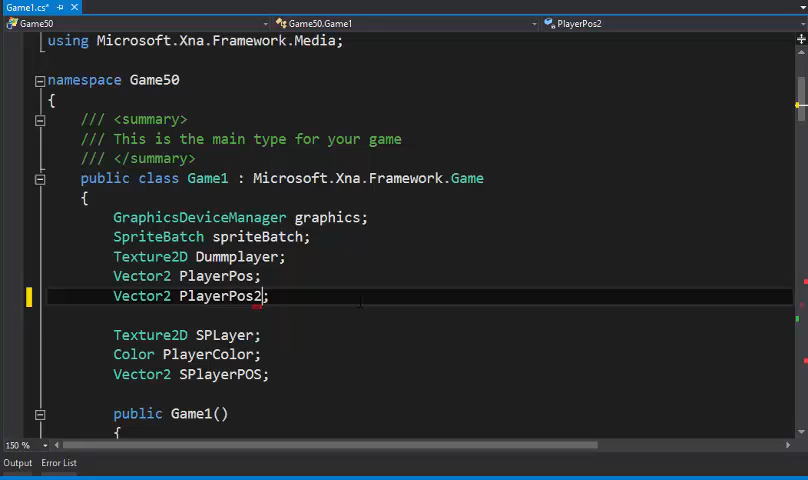 Game1.cs*
Game50 Game50.Game1 PlayerPos2
using Microsoft.Xna.Framework.Media;
namespace Game50
{
/// <summary>
/// This is the main type for your game
/// </summary>
public class Game1 : Microsoft.Xna.Framework.Game
{
GraphicsDeviceManager graphics;
SpriteBatch spriteBatch;
Texture2D Dummplayer;
Vector2 PlayerPos;
Vector2 PlayerPos2;
Texture2D SPLayer;
Color PlayerColor;
Vector2 SPlayerPOS;
public Game1()
{
150 %
Output Error List